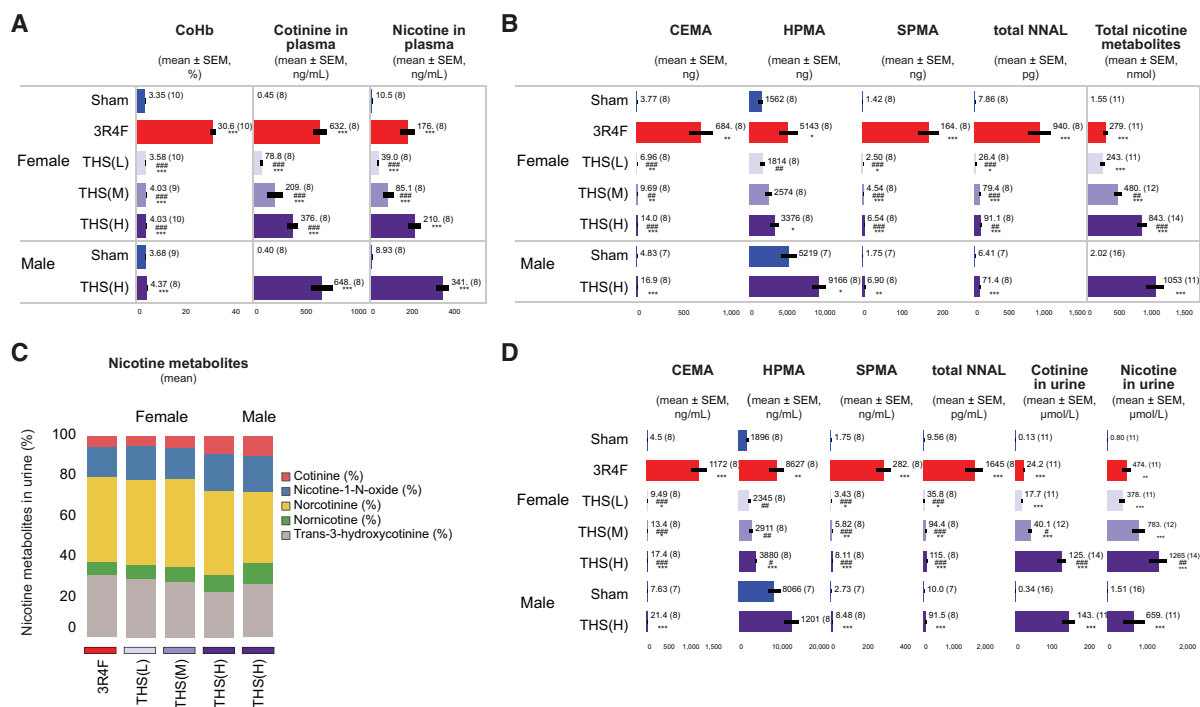 A
CoHb
Cotinine in plasma
Nicotine in plasma
(mean ± SEM, %)
(mean ± SEM, ng/mL)
(mean ± SEM, ng/mL)
Female
Sham 3.35 (10) 0.45 (8) 10.5 (8)
3R4F 30.6 (10) *** 632. (8) *** 176. (8) ***
THS(L) 3.58 (10) ### *** 78.8 (8) ### *** 39.0 (8) ### ***
THS(M) 4.03 (9) ### *** 209. (8) ### *** 85.1 (8) ### ***
THS(H) 4.03 (10) ### *** 376. (8) ### *** 210. (8) ***
Male
Sham 3.68 (9) 0.40 (8) 8.93 (8)
THS(H) 4.37 (8) *** 648. (8) *** 341. (8) ***
0 20 40 0 500 1000 0 200 400
B
CEMA
HPMA
SPMA
total NNAL
Total nicotine metabolites
(mean ± SEM, ng)
(mean ± SEM, ng)
(mean ± SEM, ng)
(mean ± SEM, pg)
(mean ± SEM, nmol)
Female
Sham 3.77 (8) 1562 (8) 1.42 (8) 7.86 (8) 1.55 (11)
3R4F 684. (8) ** 5143 (8) * 164. (8) *** 940. (8) *** 279. (11) ***
THS(L) 6.96 (8) ### ** 1814 (8) ## 2.50 (8) ### * 26.4 (8) ### * 243. (11) ***
THS(M) 9.69 (8) ## ** 2574 (8) 4.54 (8) ### *** 79.4 (8) ### *** 480. (12) ## ***
THS(H) 14.0 (8) ### *** 3376 (8) * 6.54 (8) ### *** 91.1 (8) ## *** 843. (14) ### ***
Male
Sham 4.83 (7) 5219 (7) 1.75 (7) 6.41 (7) 2.02 (16)
THS(H) 16.9 (8) *** 9166 (8) * 6.90 (8) ** 71.4 (8) *** 1053 (11) ***
0 500 1,000 0 5,000 10,000 0 100 200 0 500 1,000 1,500 0 500 1000 1,500
C
Nicotine metabolites
(mean)
Female Male
Nicotine metabolites in urine (%)
100
80
60
40
20
0
Cotinine (%)
Nicotine-1-N-oxide (%)
Norcotinine (%)
Nornicotine (%)
Trans-3-hydroxycotinine (%)
3R4F
THS(L)
THS(M)
THS(H)
THS(H)
D
CEMA
HPMA
SPMA
total NNAL
Cotinine in urine
Nicotine in urine
(mean ± SEM, ng/mL)
(mean ± SEM, ng/mL)
(mean ± SEM, ng/mL)
(mean ± SEM, pg/mL)
(mean ± SEM, µmol/L)
(mean ± SEM, µmol/L)
Female
Sham 4.5 (8) 1896 (8) 1.75 (8) 9.56 (8) 0.13 (11) 0.80 (11)
3R4F 1172 (8) *** 8627 (8) ** 282. (8) *** 1645 (8) *** 24.2 (11) *** 474. (11) **
THS(L) 9.49 (8) ### * 2345 (8) ## 3.43 (8) ### * 35.8 (8) ### * 17.7 (11) *** 378. (11) ***
THS(M) 13.4 (8) ### 2911 (8) ## 5.82 (8) ### ** 94.4 (8) ### ** 40.1 (12) # *** 783. (12) ***
THS(H) 17.4 (8) ### *** 3880 (8) # *** 8.11 (8) ### *** 115. (8) ### *** 125. (14) ### *** 1265 (14) ## ***
Male
Sham 7.63 (7) 8066 (7) 2.73 (7) 10.0 (7) 0.34 (16) 1.51 (16)
THS(H) 21.4 (8) *** 1201 (8) 8.48 (8) *** 91.5 (8) *** 143. (11 *** 659. (11) ***
0 500 1,000 1,500 0 10,000 20,000 0 200 400 0 1,000 2,000 0 50 100 150 200 0 1,000 2,000